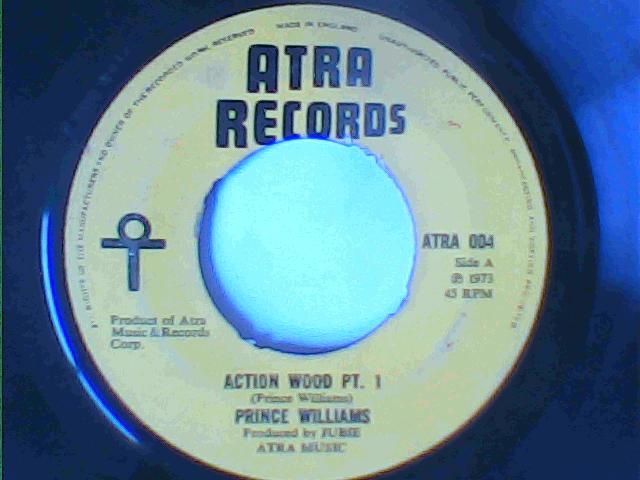 MADE IN ENGLAND
ATRA
RECORDS
ATRA 004
Side A
℗ 1973
45 RPM
Product of Atra
Music & Records
Corp.
ACTION WOOD PT. 1
(Prince Williams)
PRINCE WILLIAMS
Produced by JUBIE
ATRA MUSIC